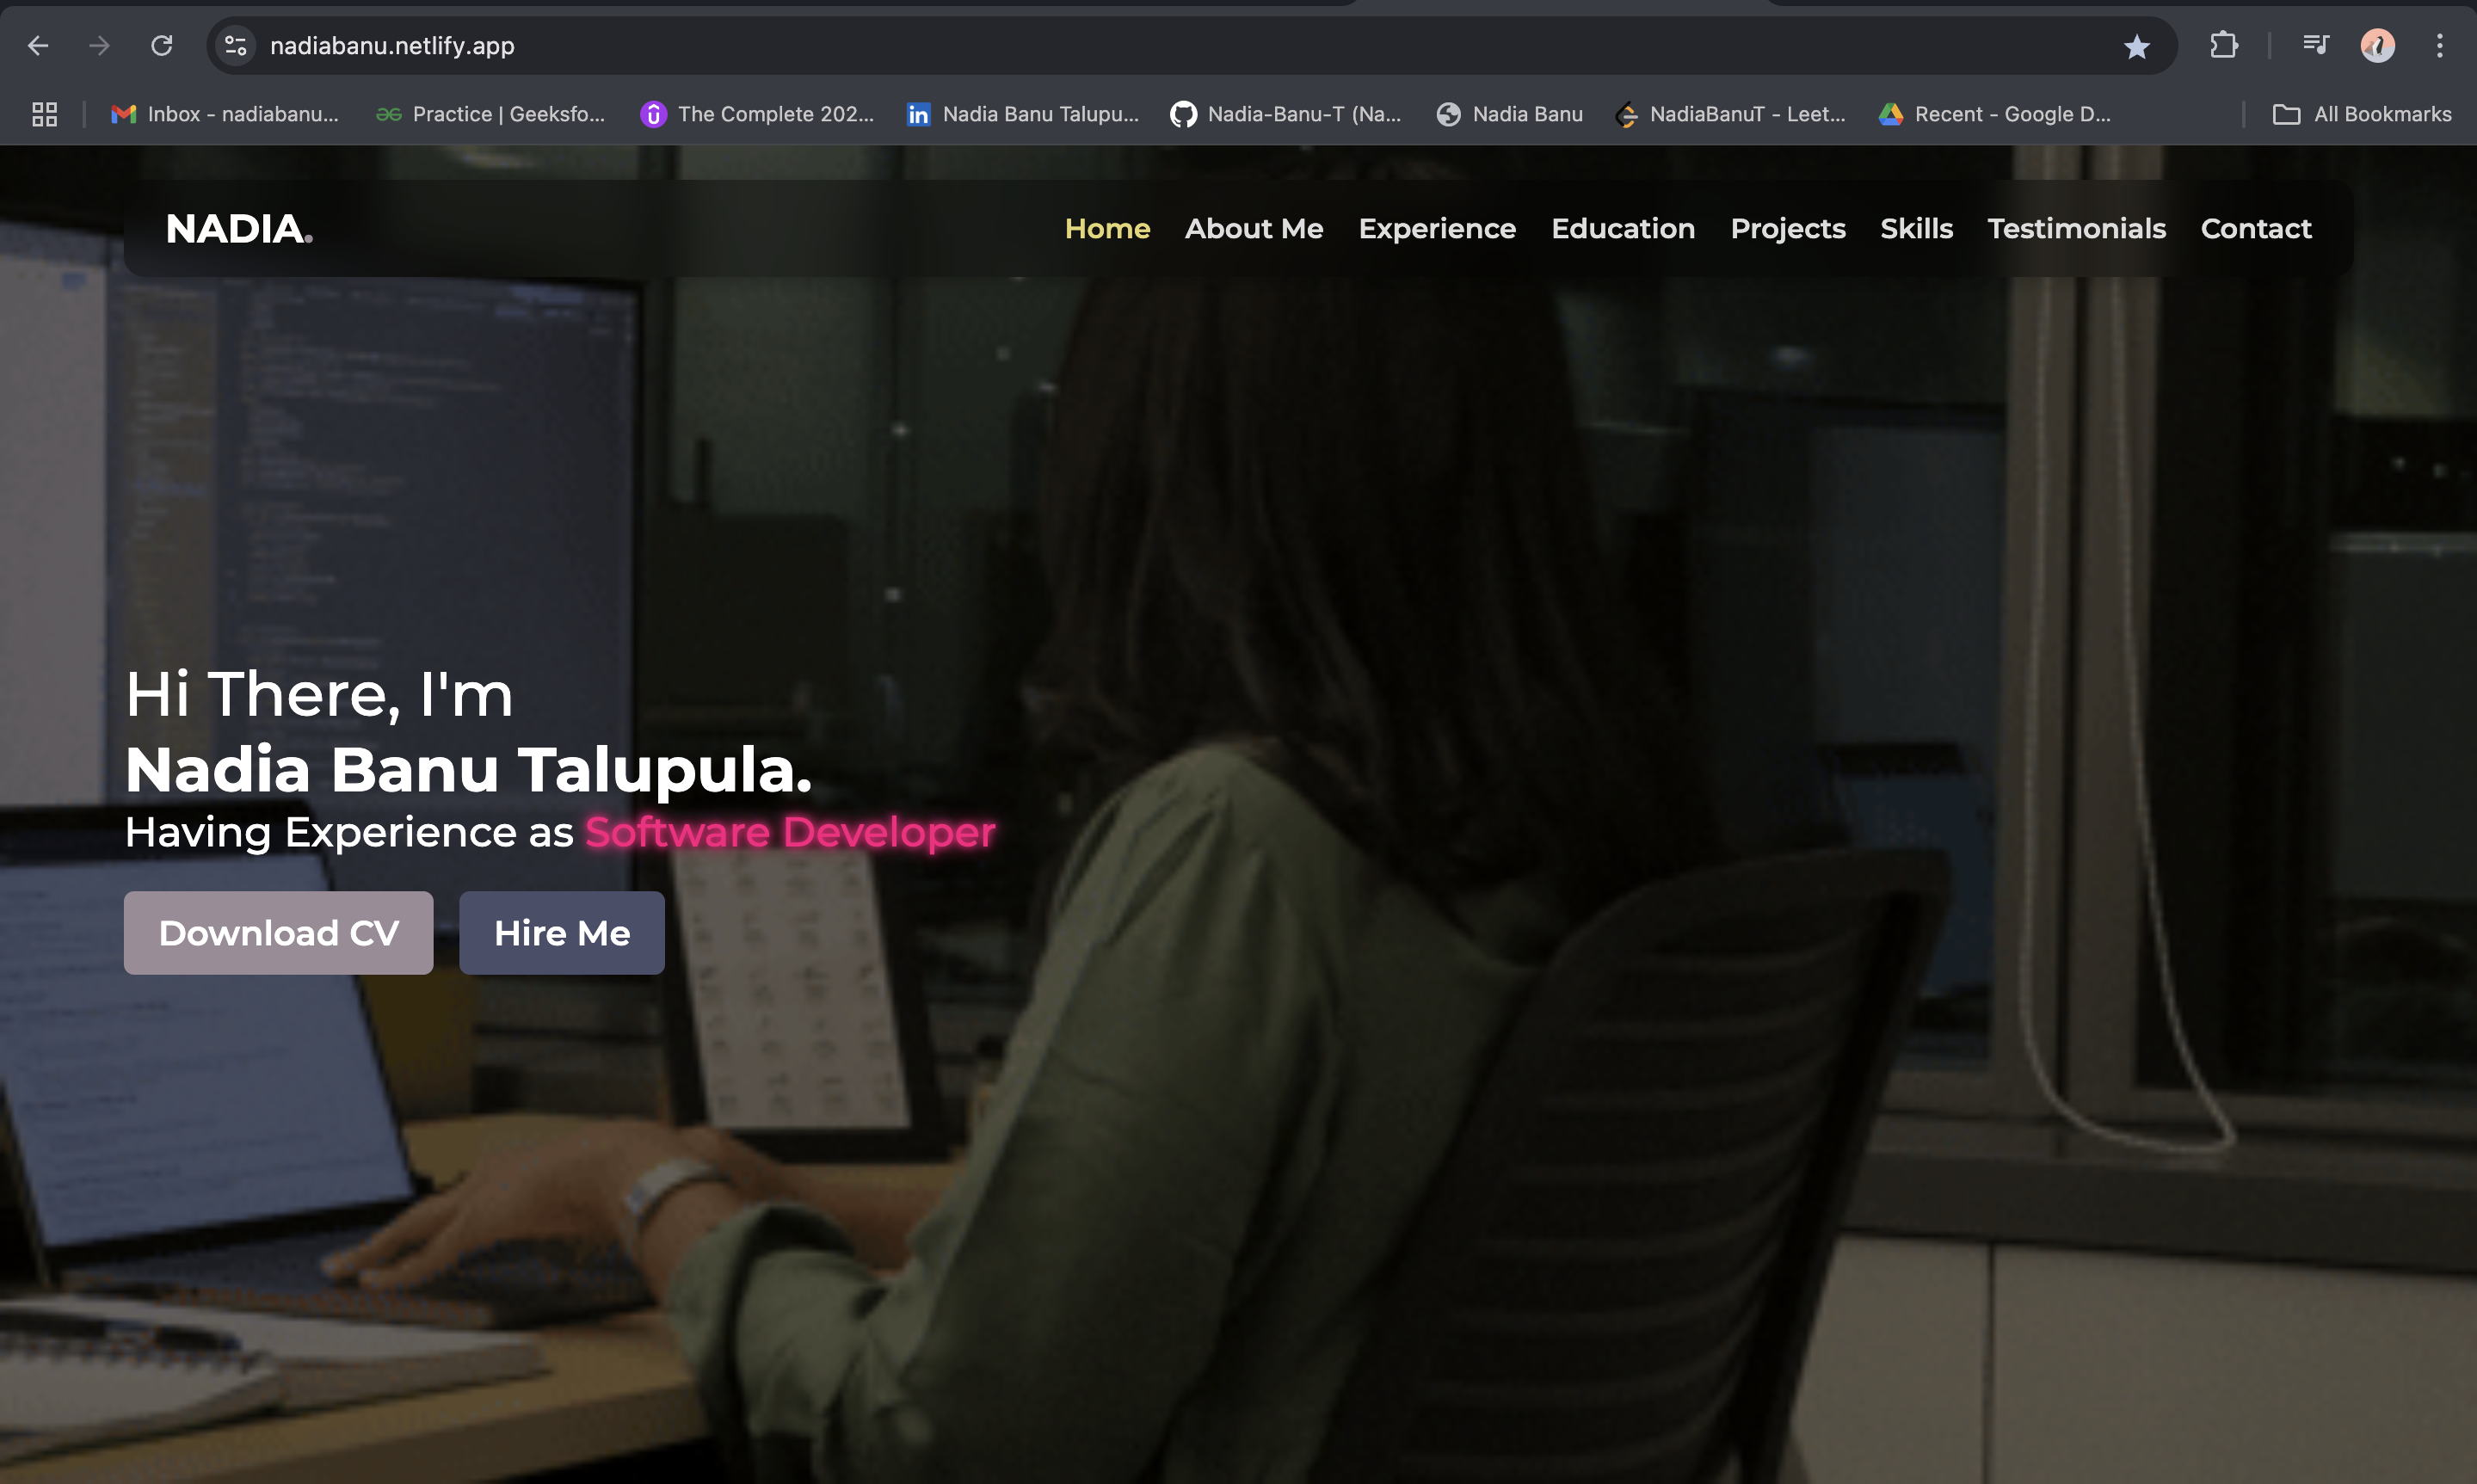 nadiabanu.netlify.app
Inbox - nadiabanu... Practice | Geeksfo... The Complete 202... Nadia Banu Talupu... Nadia-Banu-T (Na... Nadia Banu NadiaBanuT - Leet... Recent - Google D... All Bookmarks
NADIA. Home About Me Experience Education Projects Skills Testimonials Contact
Hi There, I'm
Nadia Banu Talupula.
Having Experience as Software Developer
Download CV Hire Me